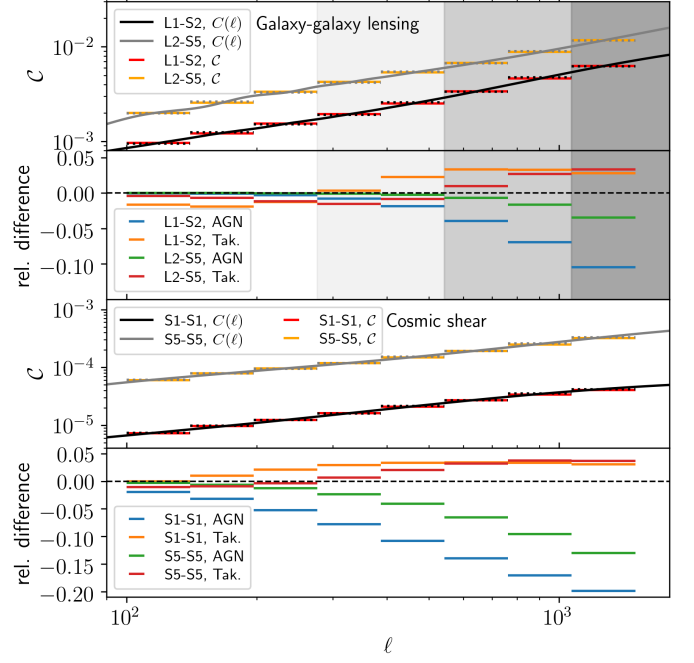 L1-S2, C(ℓ)
L2-S5, C(ℓ)
L1-S2, 𝒞
L2-S5, 𝒞
Galaxy-galaxy lensing
10⁻²
10⁻³
𝒞
0.05
0.00
−0.05
−0.10
rel. difference
L1-S2, AGN
L1-S2, Tak.
L2-S5, AGN
L2-S5, Tak.
10⁻³
10⁻⁴
10⁻⁵
𝒞
S1-S1, C(ℓ)
S5-S5, C(ℓ)
S1-S1, 𝒞
S5-S5, 𝒞
Cosmic shear
0.05
0.00
−0.05
−0.10
−0.15
−0.20
rel. difference
S1-S1, AGN
S1-S1, Tak.
S5-S5, AGN
S5-S5, Tak.
10²
10³
ℓ